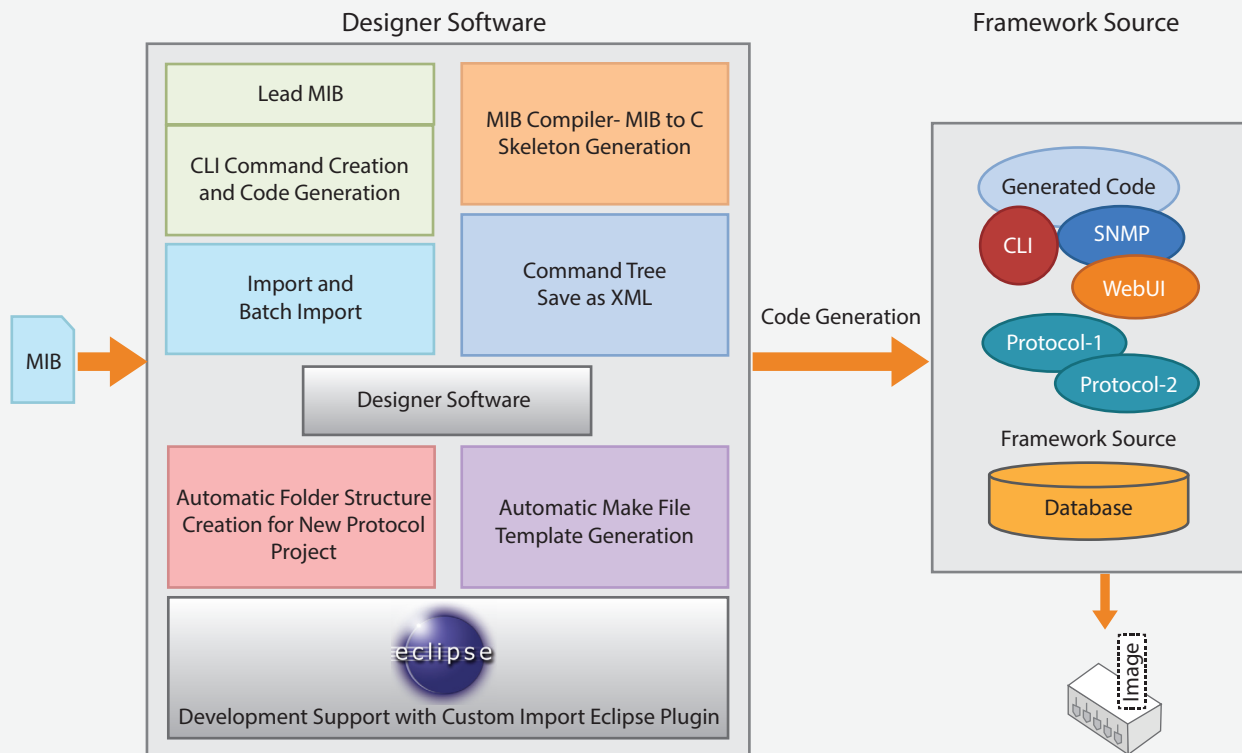 Designer Software
Framework Source
Lead MIB
CLI Command Creation
and Code Generation
MIB Compiler- MIB to C
Skeleton Generation
Import and
Batch Import
Command Tree
Save as XML
MIB
Designer Software
Automatic Folder Structure
Creation for New Protocol
Project
Automatic Make File
Template Generation
eclipse
Development Support with Custom Import Eclipse Plugin
Code Generation
Generated Code
CLI
SNMP
WebUI
Protocol-1
Protocol-2
Framework Source
Database
Image